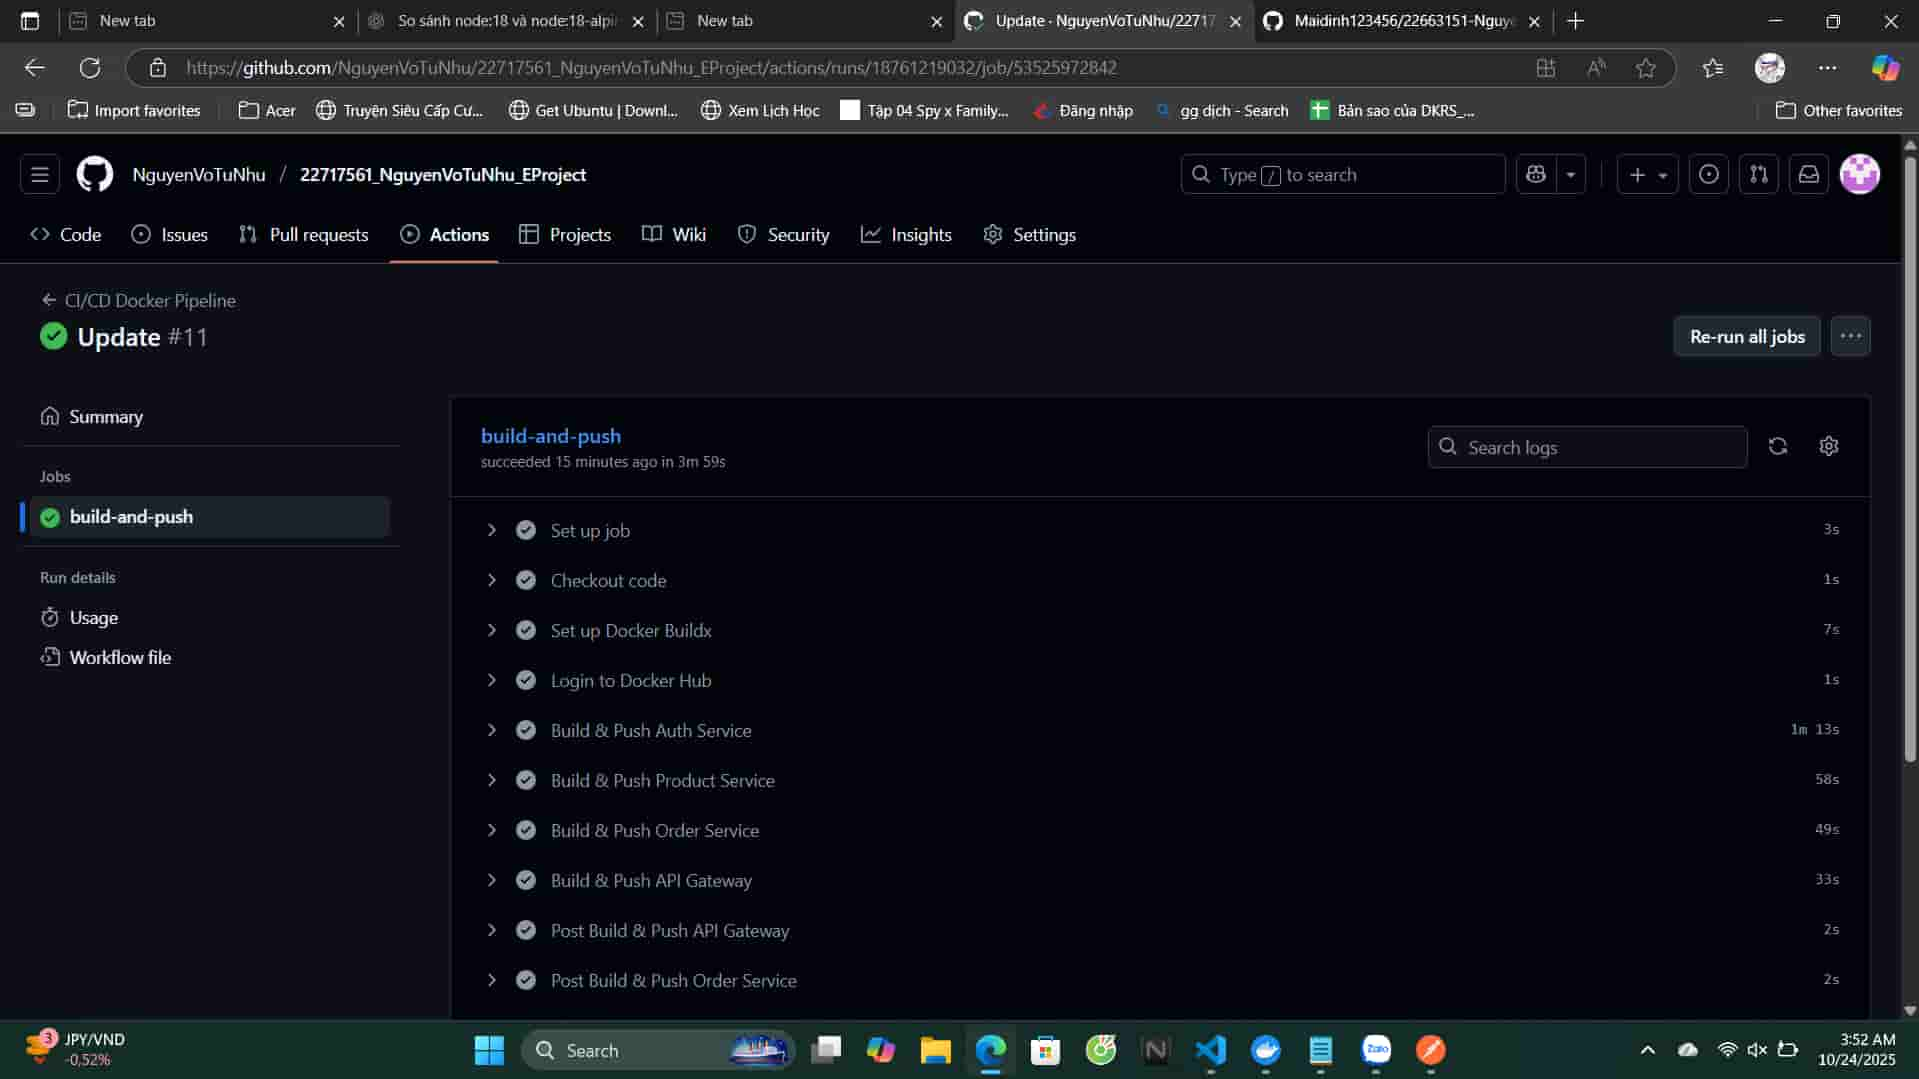 New tab
So sánh node:18 và node:18-alpi
New tab
Update · NguyenVoTuNhu/22717
Maidinh123456/22663151-Nguye
https://github.com/NguyenVoTuNhu/22717561_NguyenVoTuNhu_EProject/actions/runs/18761219032/job/53525972842
Import favorites
Acer
Truyện Siêu Cấp Cư...
Get Ubuntu | Downl...
Xem Lịch Học
Tập 04 Spy x Family...
Đăng nhập
gg dịch - Search
Bản sao của DKRS_...
Other favorites
NguyenVoTuNhu / 22717561_NguyenVoTuNhu_EProject
Type / to search
Code
Issues
Pull requests
Actions
Projects
Wiki
Security
Insights
Settings
CI/CD Docker Pipeline
Update #11
Re-run all jobs
Summary
Jobs
build-and-push
Run details
Usage
Workflow file
build-and-push
succeeded 15 minutes ago in 3m 59s
Search logs
Set up job 3s
Checkout code 1s
Set up Docker Buildx 7s
Login to Docker Hub 1s
Build & Push Auth Service 1m 13s
Build & Push Product Service 58s
Build & Push Order Service 49s
Build & Push API Gateway 33s
Post Build & Push API Gateway 2s
Post Build & Push Order Service 2s
3
JPY/VND
-0,52%
Search
Zalo
3:52 AM
10/24/2025